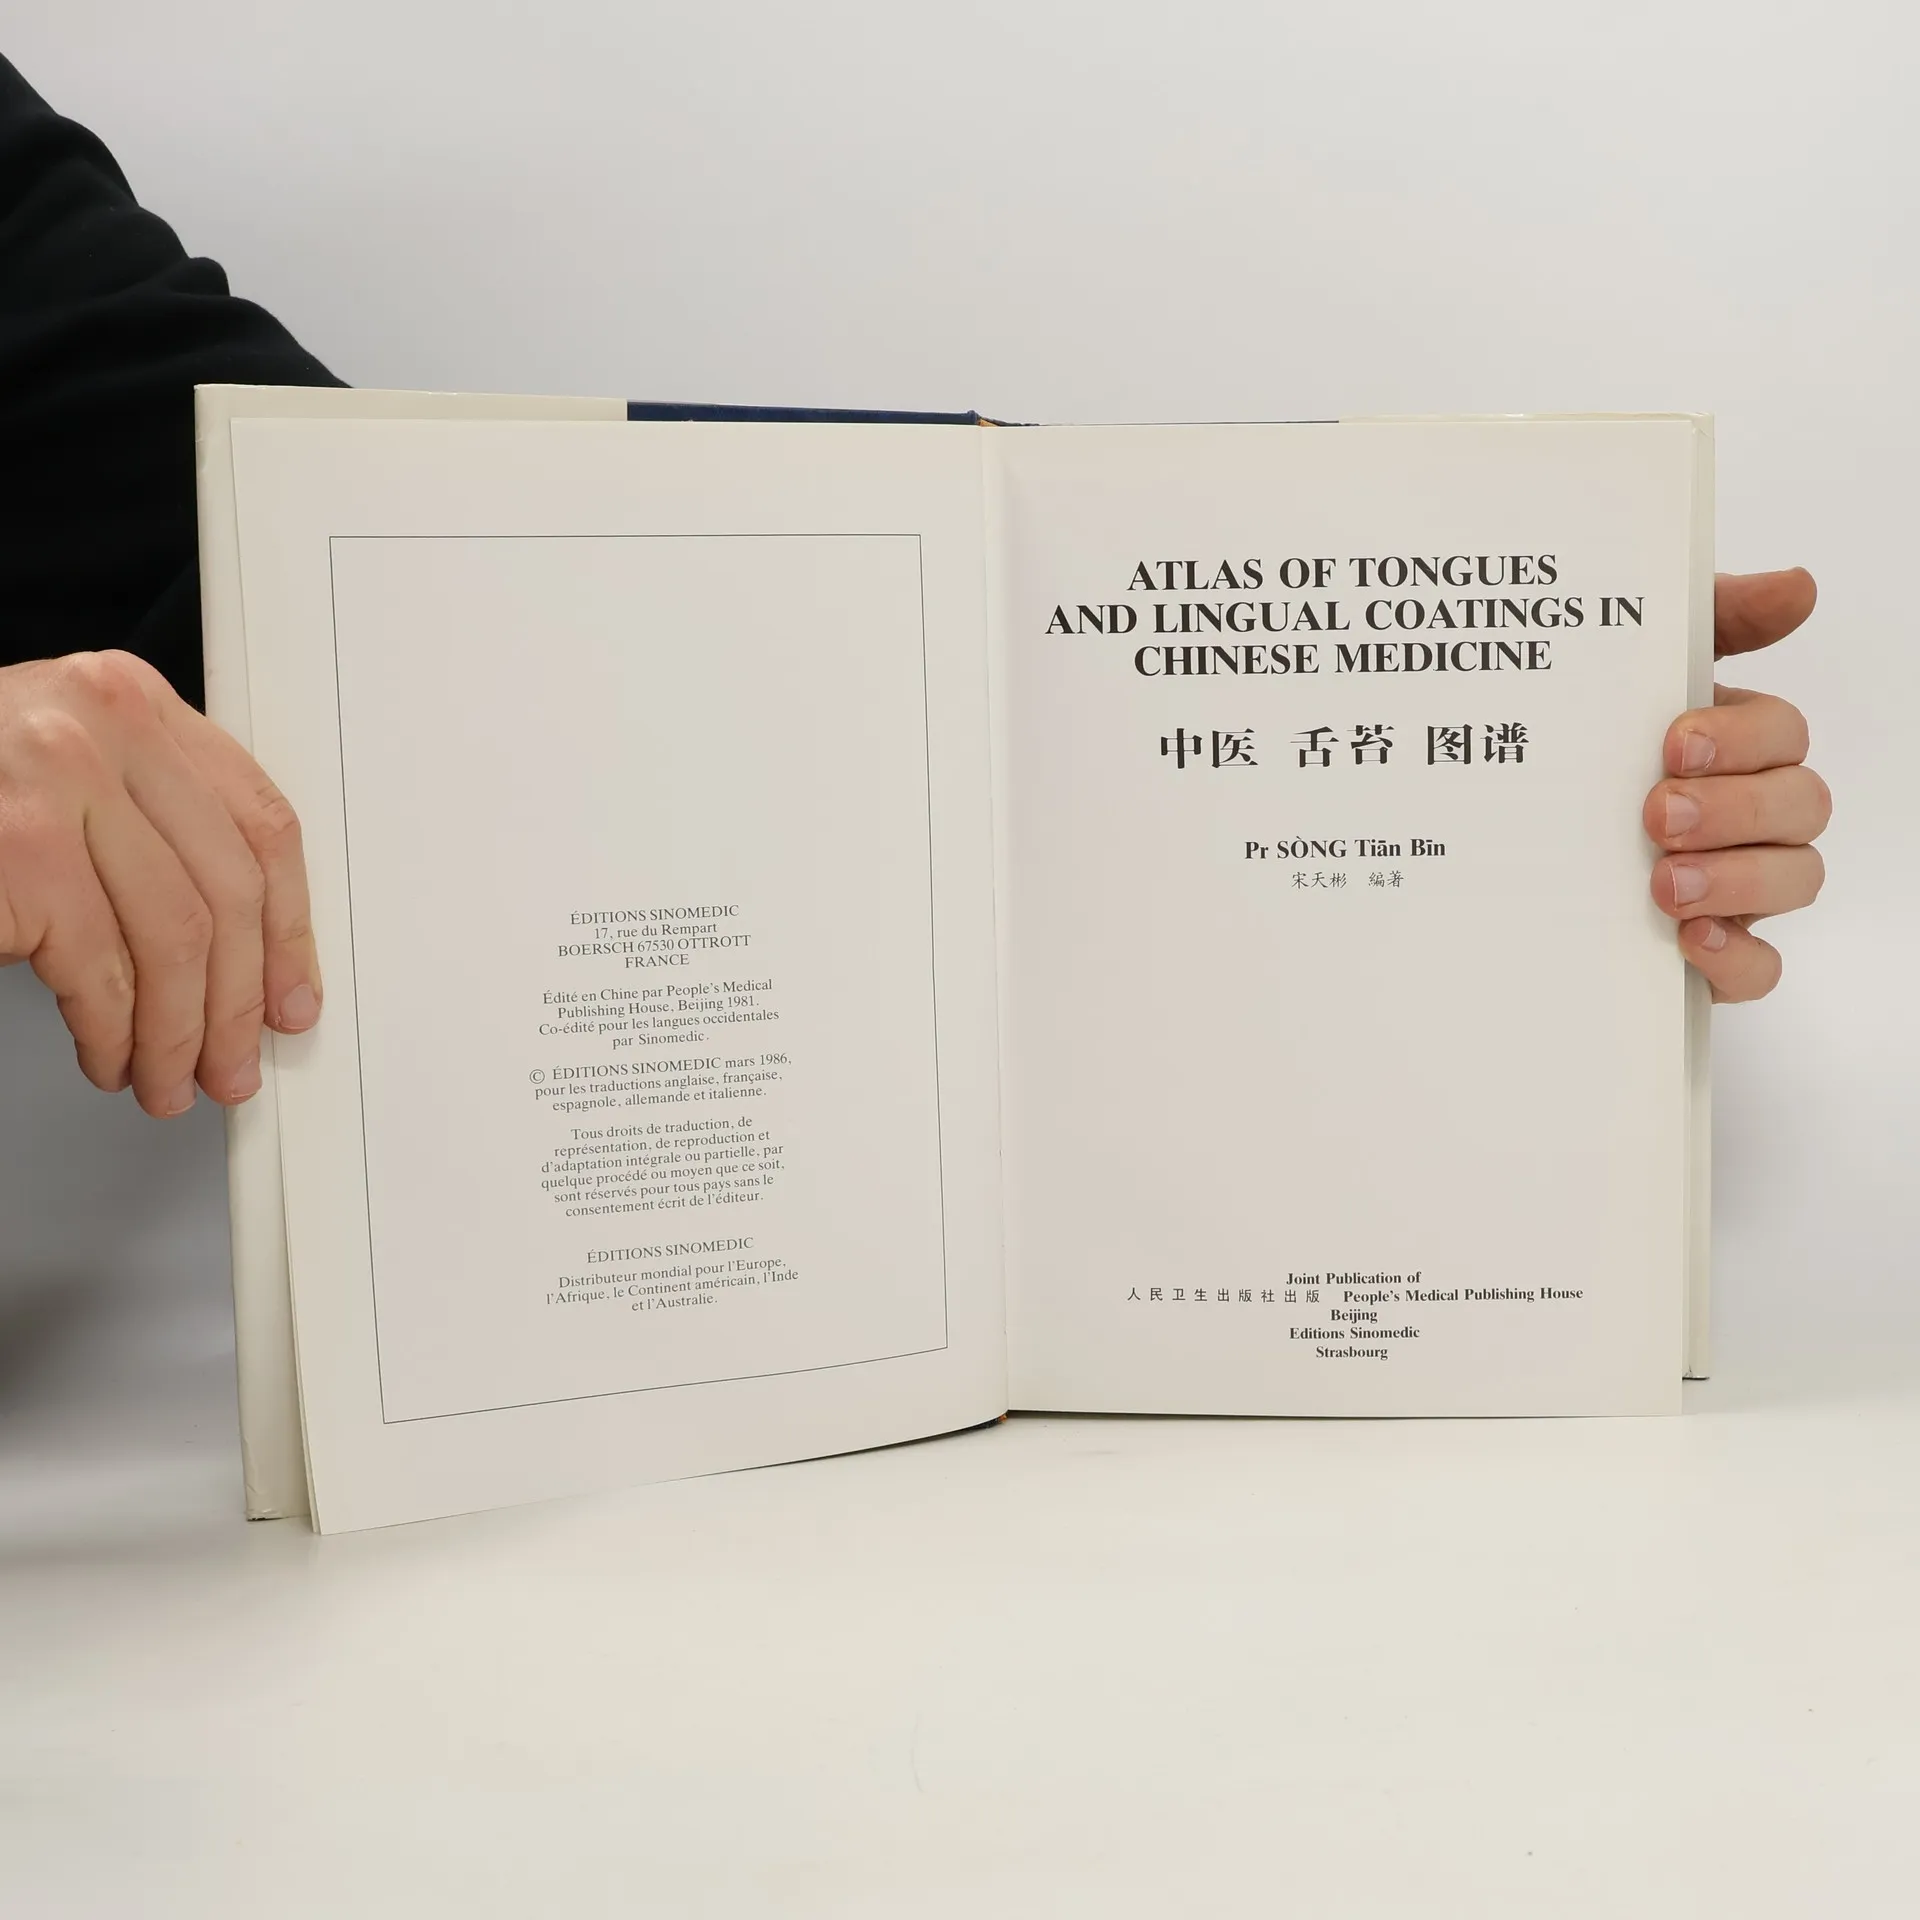 ÉDITIONS SINOMEDIC
17, rue du Rempart
BOERSCH 67530 OTTROTT
FRANCE
Édité en Chine par People's Medical
Publishing House, Beijing 1981.
Co-édité pour les langues occidentales
par Sinomedic.
© ÉDITIONS SINOMEDIC mars 1986,
pour les traductions anglaise, française,
espagnole, allemande et italienne.
Tous droits de traduction, de
représentation, de reproduction et
d'adaptation intégrale ou partielle, par
quelque procédé ou moyen que ce soit,
sont réservés pour tous pays sans le
consentement écrit de l'éditeur.
ÉDITIONS SINOMEDIC
Distributeur mondial pour l'Europe,
l'Afrique, le Continent américain, l'Inde
et l'Australie.
ATLAS OF TONGUES
AND LINGUAL COATINGS IN
CHINESE MEDICINE
中医 舌苔 图谱
Pr SÒNG Tiān Bīn
宋天彬 编著
Joint Publication of
人民卫生出版社出版 People's Medical Publishing House
Beijing
Editions Sinomedic
Strasbourg